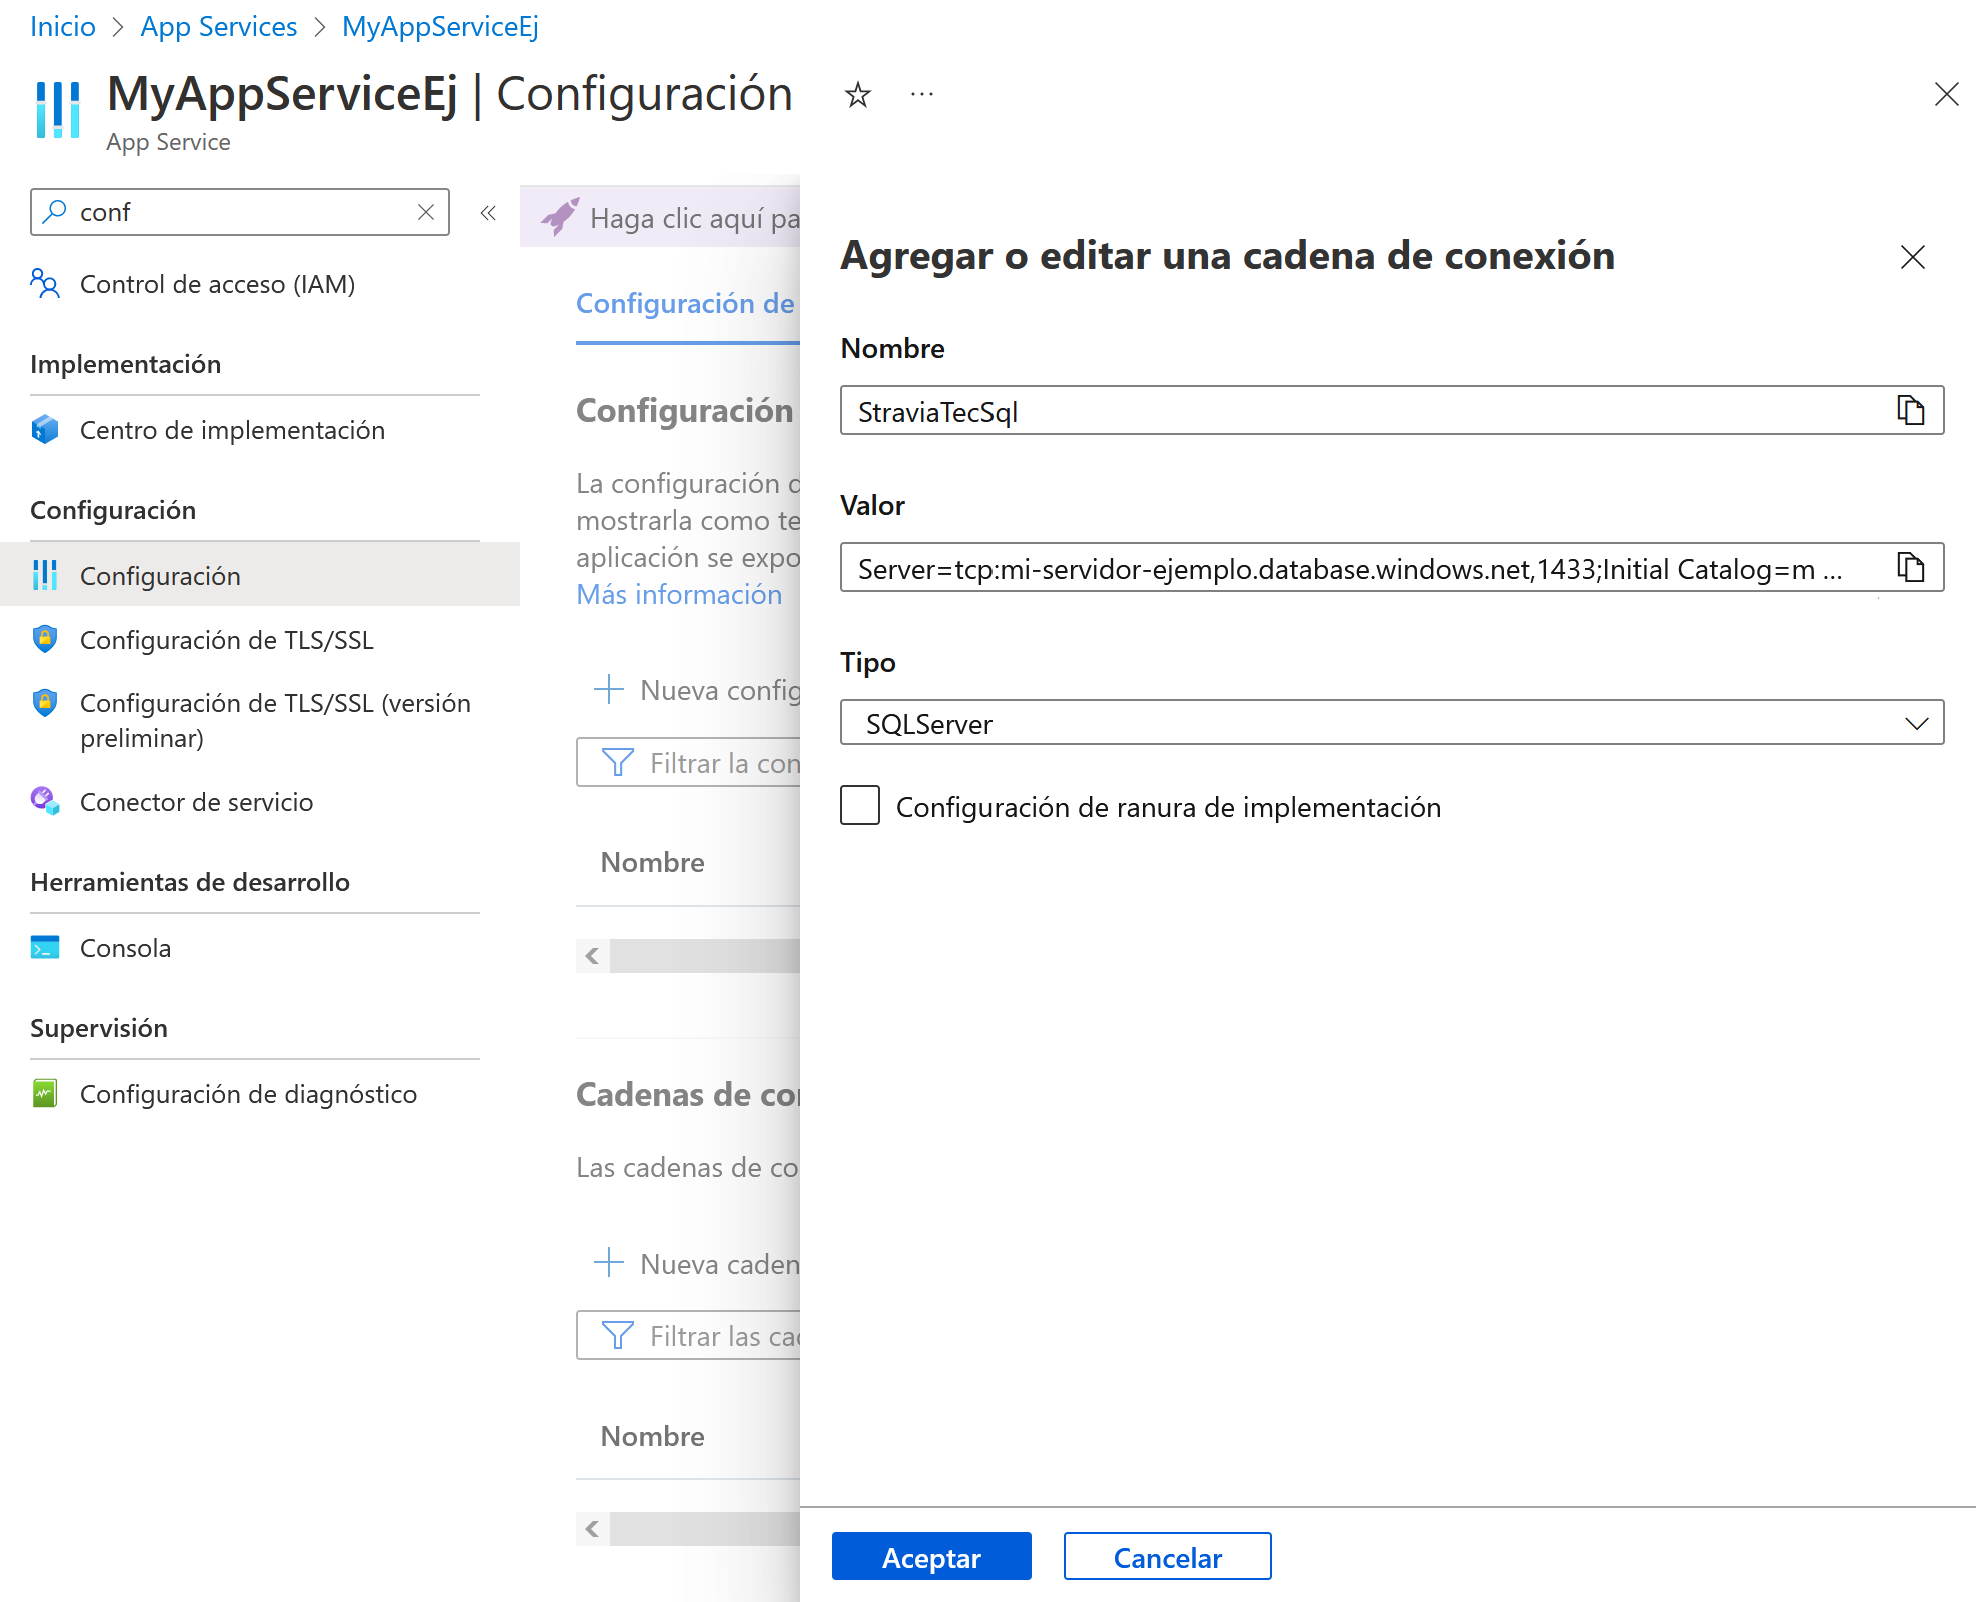 Inicio > App Services > MyAppServiceEj
MyAppServiceEj | Configuración
App Service
conf
Control de acceso (IAM)
Implementación
Centro de implementación
Configuración
Configuración
Configuración de TLS/SSL
Configuración de TLS/SSL (versión
preliminar)
Conector de servicio
Herramientas de desarrollo
Consola
Supervisión
Configuración de diagnóstico
Haga clic aquí pa
Configuración de
Configuración
La configuración d
mostrarla como te
aplicación se expo
Más información
Nueva config
Filtrar la con
Nombre
Cadenas de co
Las cadenas de co
Nueva caden
Filtrar las cad
Nombre
Agregar o editar una cadena de conexión
Nombre
StraviaTecSql
Valor
Server=tcp:mi-servidor-ejemplo.database.windows.net,1433;Initial Catalog=m ...
Tipo
SQLServer
Configuración de ranura de implementación
Aceptar
Cancelar